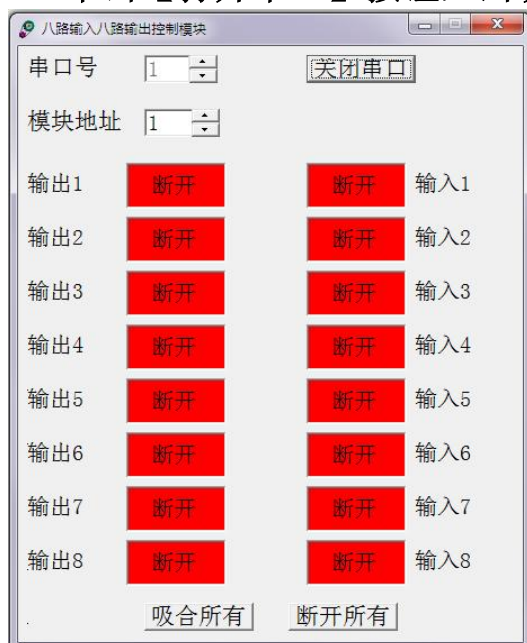 八路输入八路输出控制模块
串口号 1 关闭串口
模块地址 1
输出1 断开 断开 输入1
输出2 断开 断开 输入2
输出3 断开 断开 输入3
输出4 断开 断开 输入4
输出5 断开 断开 输入5
输出6 断开 断开 输入6
输出7 断开 断开 输入7
输出8 断开 断开 输入8
吸合所有 断开所有